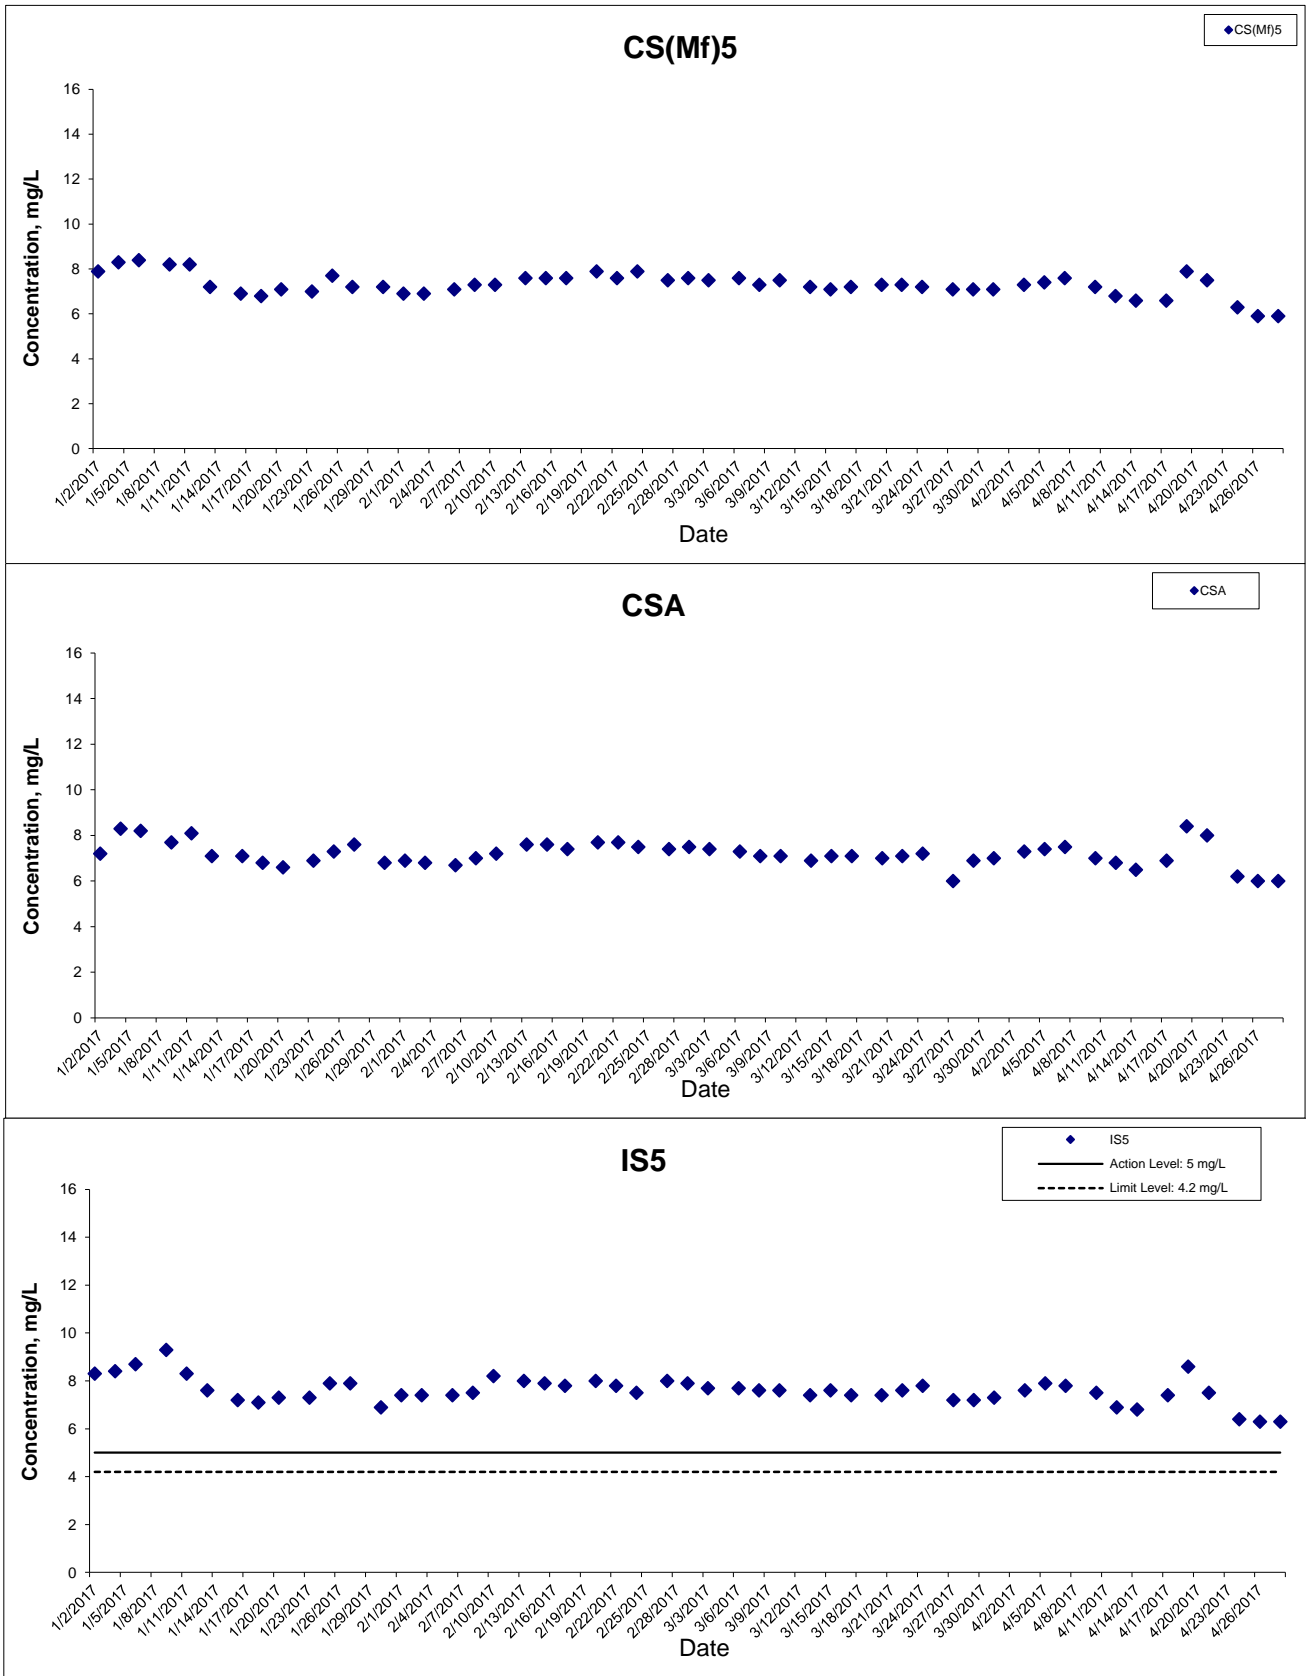 CS(Mf)5
CS(Mf)5
Concentration, mg/L
16
14
12
10
8
6
4
2
0
1/2/2017 1/5/2017 1/8/2017 1/11/2017 1/14/2017 1/17/2017 1/20/2017 1/23/2017 1/26/2017 1/29/2017 2/1/2017 2/4/2017 2/7/2017 2/10/2017 2/13/2017 2/16/2017 2/19/2017 2/22/2017 2/25/2017 2/28/2017 3/3/2017 3/6/2017 3/9/2017 3/12/2017 3/15/2017 3/18/2017 3/21/2017 3/24/2017 3/27/2017 3/30/2017 4/2/2017 4/5/2017 4/8/2017 4/11/2017 4/14/2017 4/17/2017 4/20/2017 4/23/2017 4/26/2017
Date
CSA
CSA
Concentration, mg/L
16
14
12
10
8
6
4
2
0
1/2/2017 1/5/2017 1/8/2017 1/11/2017 1/14/2017 1/17/2017 1/20/2017 1/23/2017 1/26/2017 1/29/2017 2/1/2017 2/4/2017 2/7/2017 2/10/2017 2/13/2017 2/16/2017 2/19/2017 2/22/2017 2/25/2017 2/28/2017 3/3/2017 3/6/2017 3/9/2017 3/12/2017 3/15/2017 3/18/2017 3/21/2017 3/24/2017 3/27/2017 3/30/2017 4/2/2017 4/5/2017 4/8/2017 4/11/2017 4/14/2017 4/17/2017 4/20/2017 4/23/2017 4/26/2017
Date
IS5
IS5
Action Level: 5 mg/L
Limit Level: 4.2 mg/L
Concentration, mg/L
16
14
12
10
8
6
4
2
0
1/2/2017 1/5/2017 1/8/2017 1/11/2017 1/14/2017 1/17/2017 1/20/2017 1/23/2017 1/26/2017 1/29/2017 2/1/2017 2/4/2017 2/7/2017 2/10/2017 2/13/2017 2/16/2017 2/19/2017 2/22/2017 2/25/2017 2/28/2017 3/3/2017 3/6/2017 3/9/2017 3/12/2017 3/15/2017 3/18/2017 3/21/2017 3/24/2017 3/27/2017 3/30/2017 4/2/2017 4/5/2017 4/8/2017 4/11/2017 4/14/2017 4/17/2017 4/20/2017 4/23/2017 4/26/2017
Date